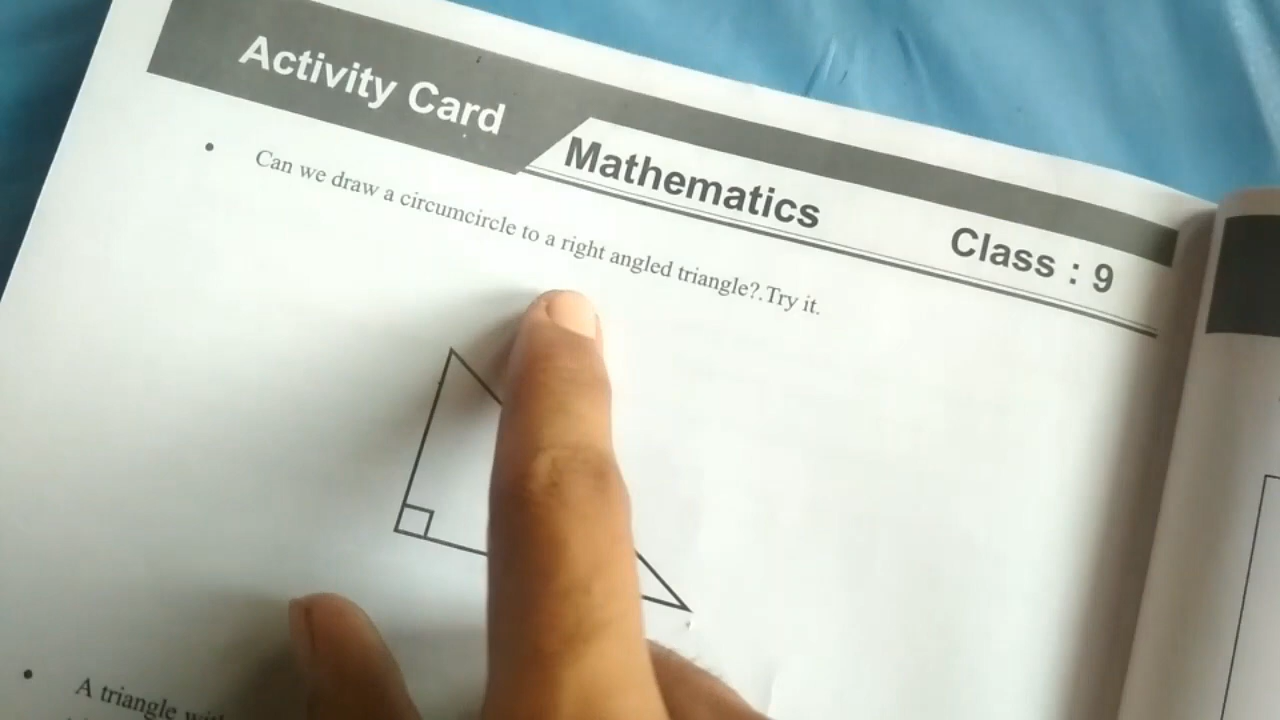 Activity Card
Mathematics
Class : 9
Can we draw a circumcircle to a right angled triangle?.Try it.
A triangle